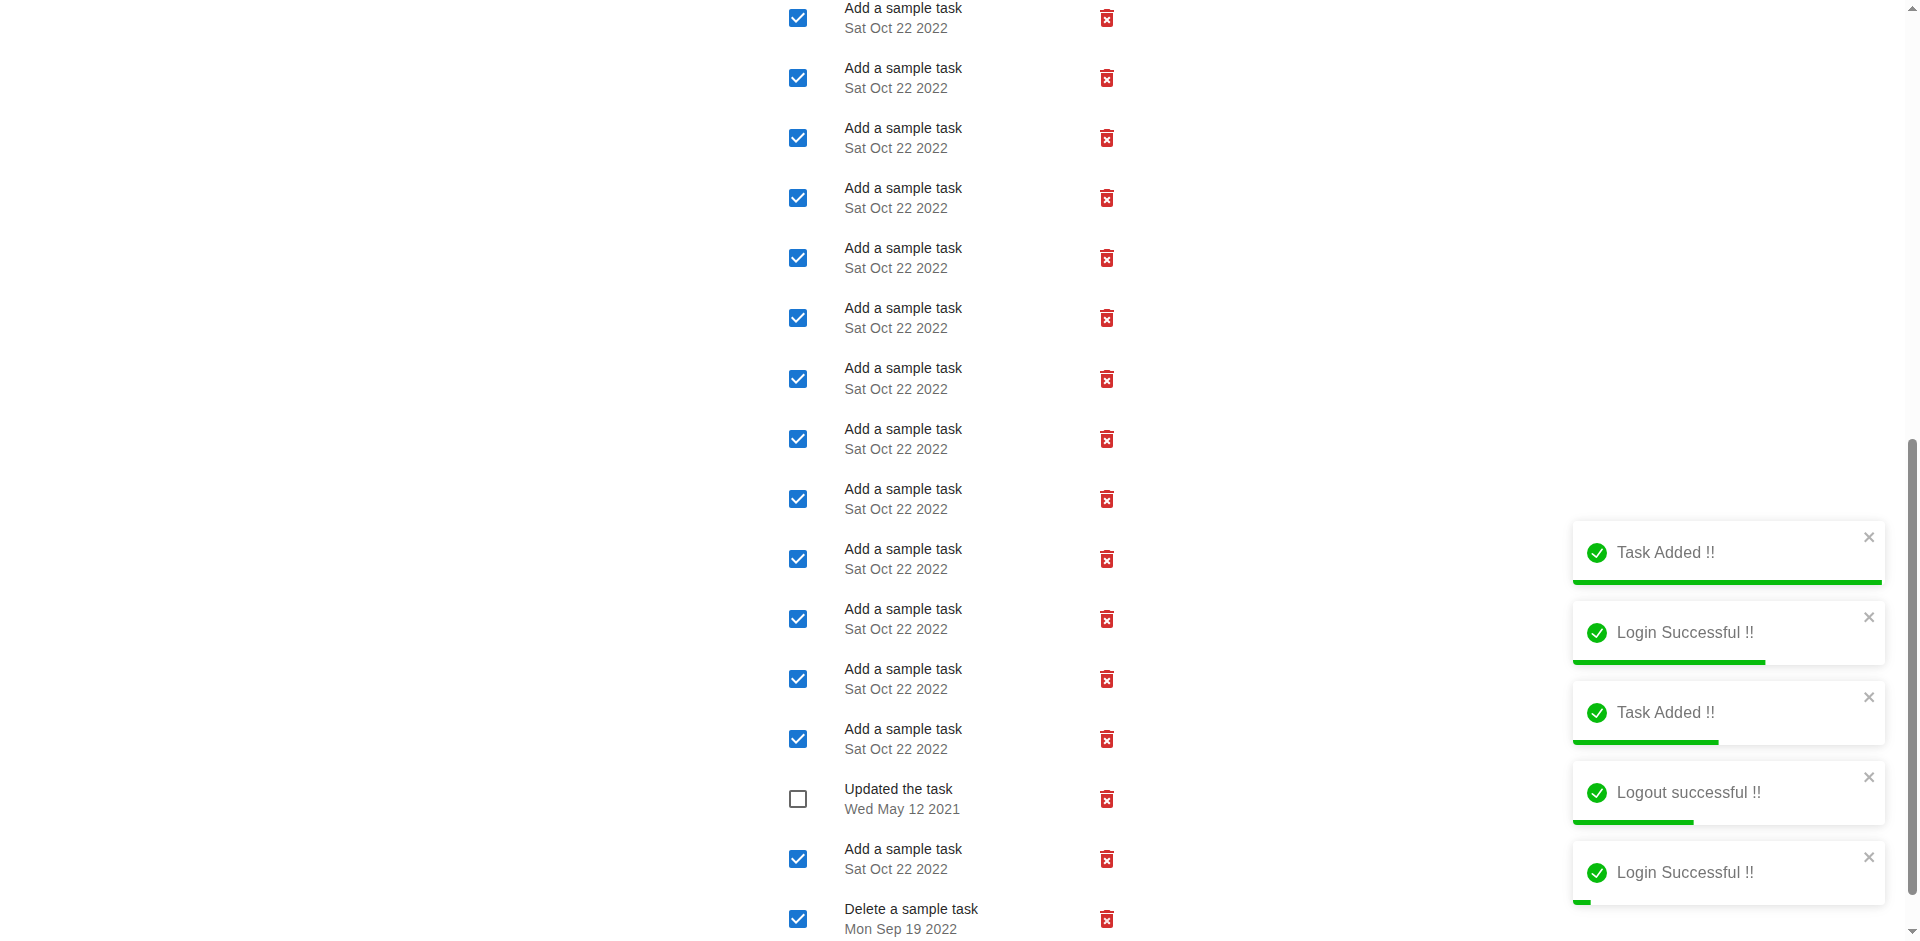 Add a sample task
Sat Oct 22 2022
Add a sample task
Sat Oct 22 2022
Add a sample task
Sat Oct 22 2022
Add a sample task
Sat Oct 22 2022
Add a sample task
Sat Oct 22 2022
Add a sample task
Sat Oct 22 2022
Add a sample task
Sat Oct 22 2022
Add a sample task
Sat Oct 22 2022
Add a sample task
Sat Oct 22 2022
Add a sample task
Sat Oct 22 2022
Add a sample task
Sat Oct 22 2022
Add a sample task
Sat Oct 22 2022
Add a sample task
Sat Oct 22 2022
Updated the task
Wed May 12 2021
Add a sample task
Sat Oct 22 2022
Delete a sample task
Mon Sep 19 2022
Task Added !!
Login Successful !!
Task Added !!
Logout successful !!
Login Successful !!